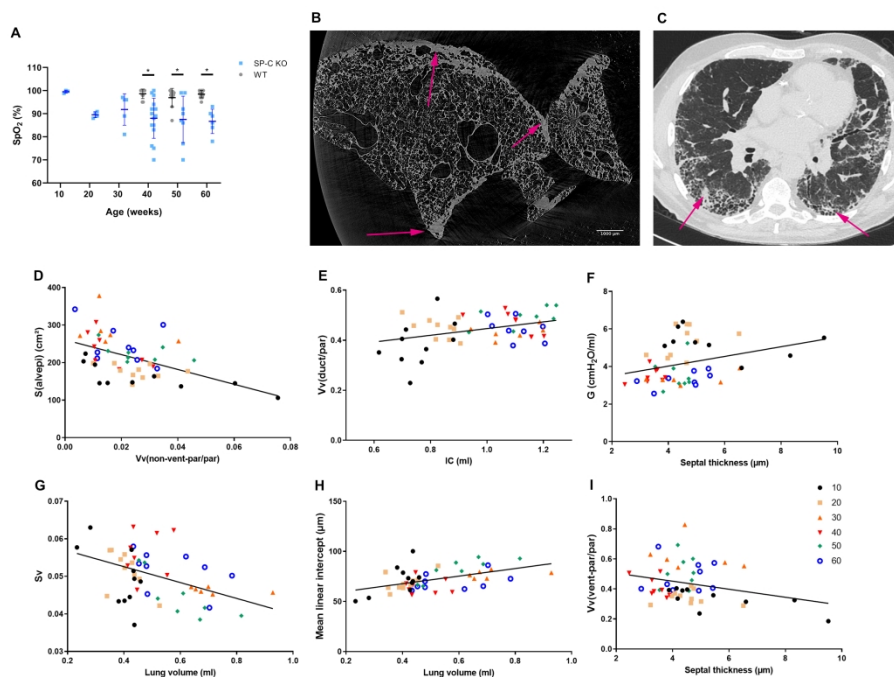 A
SP-C KO
WT
SpO₂ (%)
110
100
90
80
70
60
* * *
10 20 30 40 50 60
Age (weeks)
B
1000 µm
C
D
S(alvepi) (cm²)
400
300
200
100
0
0.00 0.02 0.04 0.06 0.08
Vv(non-vent-par/par)
E
Vv(duct/par)
0.6
0.4
0.2
0.0
0.6 0.8 1.0 1.2
IC (ml)
F
G (cmH₂O/ml)
8
6
4
2
0
2 4 6 8 10
Septal thickness (µm)
G
Sv
0.07
0.06
0.05
0.04
0.03
0.2 0.4 0.6 0.8 1.0
Lung volume (ml)
H
Mean linear intercept (µm)
150
100
50
0
0.2 0.4 0.6 0.8 1.0
Lung volume (ml)
I
Vv(vent-par/par)
1.0
0.8
0.6
0.4
0.2
0.0
2 4 6 8 10
Septal thickness (µm)
10
20
30
40
50
60